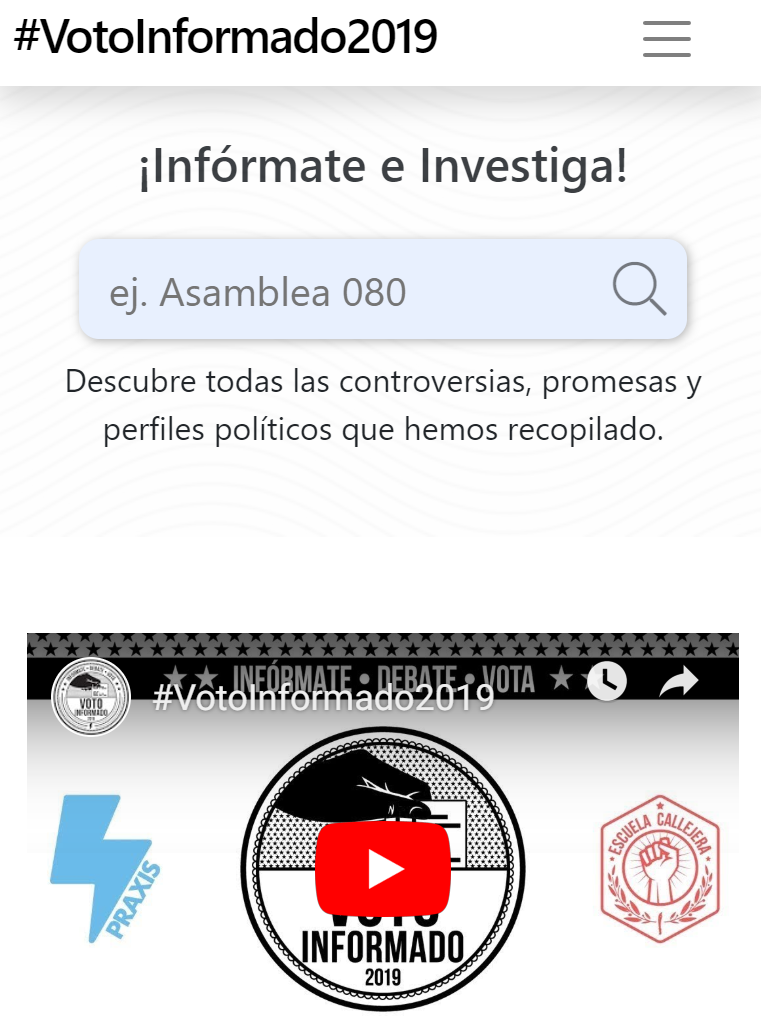 #VotoInformado2019
¡Infórmate e Investiga!
ej. Asamblea 080
Descubre todas las controversias, promesas y
perfiles políticos que hemos recopilado.
INFÓRMATE • DEBATE • VOTA
#VotoInformado2019
VOTO
INFORMADO
2019
PRAXIS
ESCUELA CALLEJERA
VOTO
INFORMADO
2019